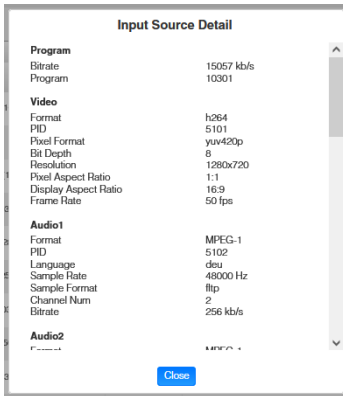 Input Source Detail
Program
Bitrate 15057 kb/s
Program 10301
Video
Format h264
PID 5101
Pixel Format yuv420p
Bit Depth 8
Resolution 1280x720
Pixel Aspect Ratio 1:1
Display Aspect Ratio 16:9
Frame Rate 50 fps
Audio1
Format MPEG-1
PID 5102
Language deu
Sample Rate 48000 Hz
Sample Format fltp
Channel Num 2
Bitrate 256 kb/s
Audio2
Format MPEG-1
Close